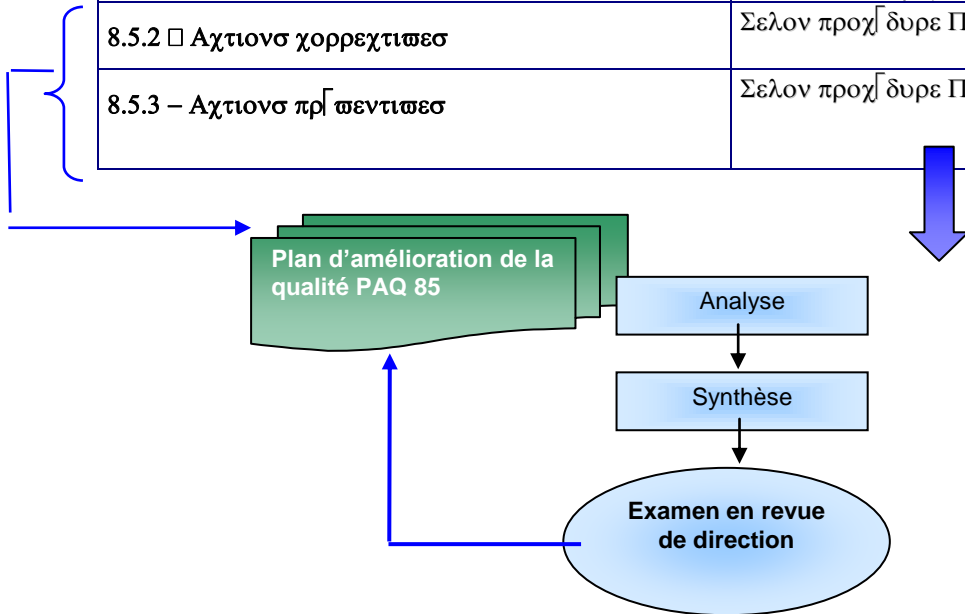 8.5.2 □ Αχτιονσ χορρεχτιϖεσ
Σελον προχ⌈δυρε Π
8.5.3 – Αχτιονσ πρ⌈ϖεντιϖεσ
Σελον προχ⌈δυρε Π
Plan d’amélioration de la
qualité PAQ 85
Analyse
Synthèse
Examen en revue
de direction